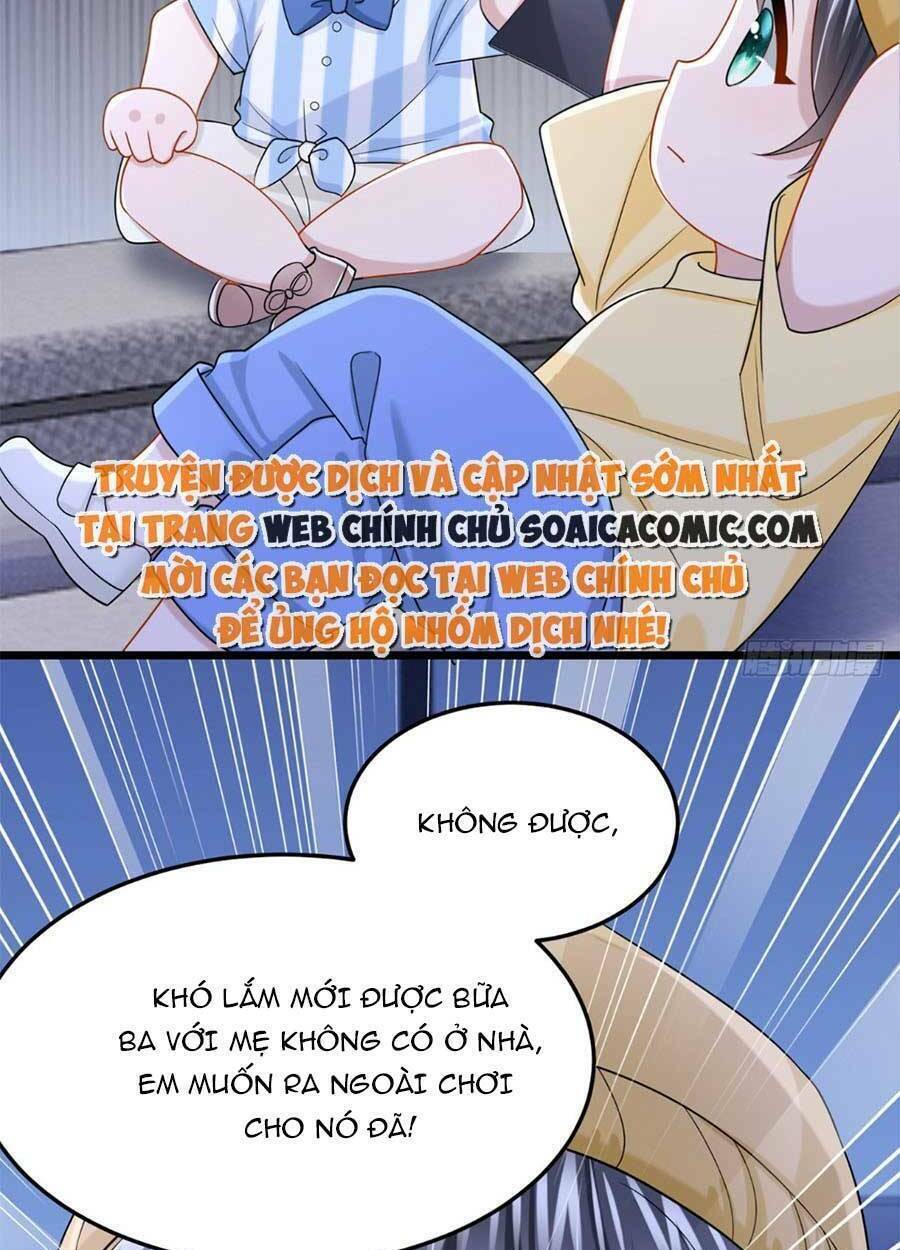 TRUYỆN ĐƯỢC DỊCH VÀ CẬP NHẬT SỚM NHẤT
TẠI TRANG WEB CHÍNH CHỦ SOAICACOMIC.COM
MỜI CÁC BẠN ĐỌC TẠI WEB CHÍNH CHỦ
ĐỂ ỦNG HỘ NHÓM DỊCH NHÉ!
KHÔNG ĐƯỢC,
KHÓ LẮM MỚI ĐƯỢC BỮA
BA VỚI MẸ KHÔNG CÓ Ở NHÀ,
EM MUỐN RA NGOÀI CHƠI
CHO NÓ ĐÃ!